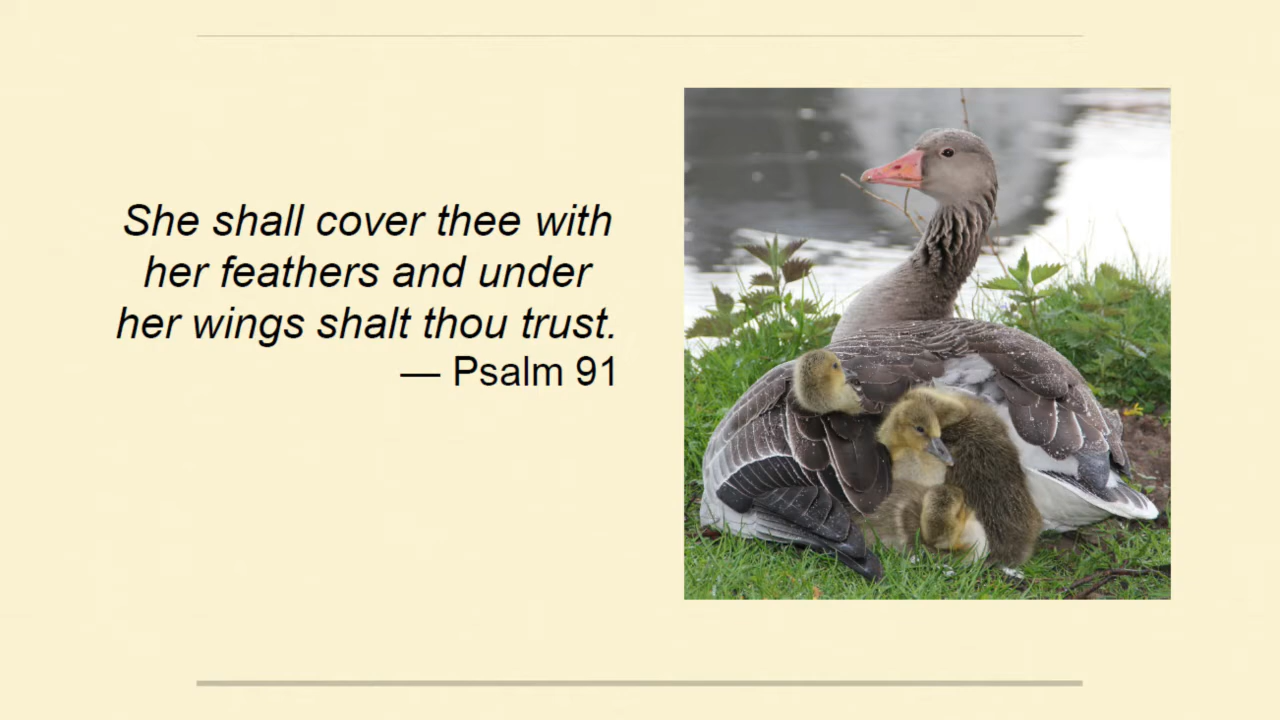 She shall cover thee with
her feathers and under
her wings shalt thou trust.
— Psalm 91